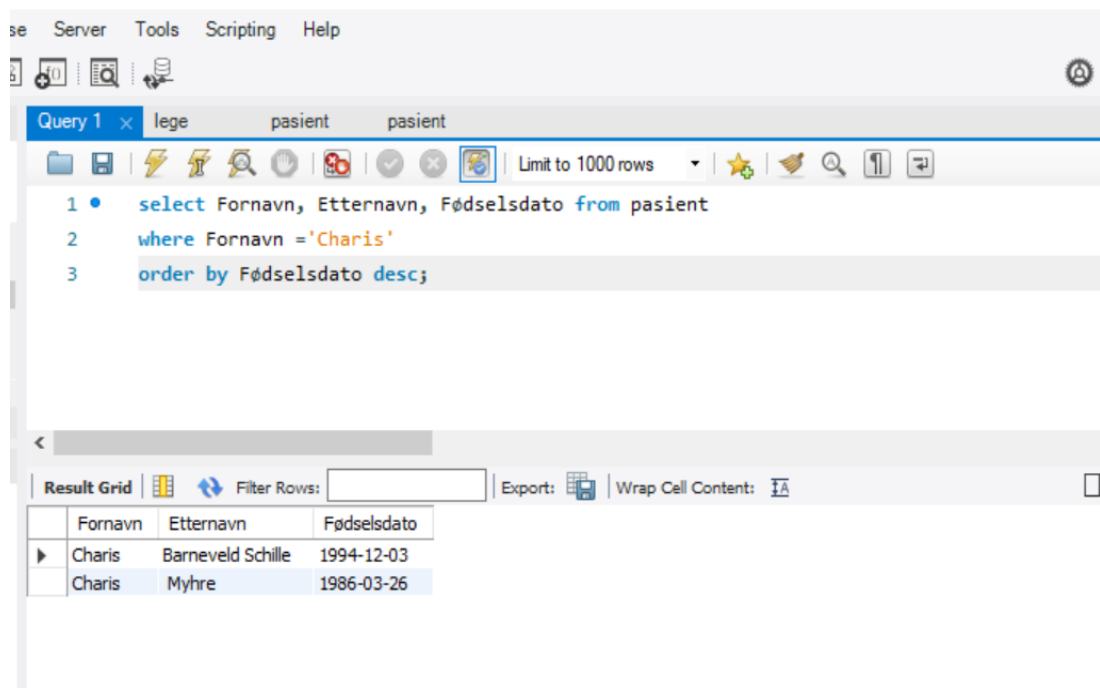 se Server Tools Scripting Help
Query 1 lege pasient pasient
Limit to 1000 rows
1 select Fornavn, Etternavn, Fødselsdato from pasient
2 where Fornavn ='Charis'
3 order by Fødselsdato desc;
Result Grid Filter Rows: Export: Wrap Cell Content: IA
Fornavn Etternavn Fødselsdato
Charis Barneveld Schille 1994-12-03
Charis Myhre 1986-03-26